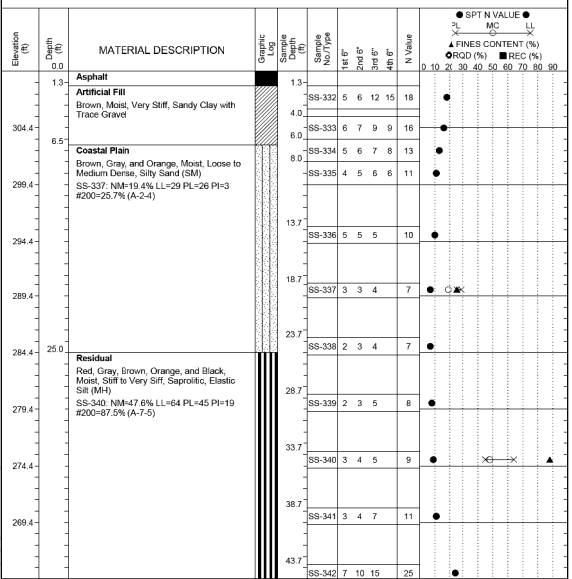 ● SPT N VALUE ●
PL MC LL
▲ FINES CONTENT (%)
RQD (%) ■ REC (%)
0 10 20 30 40 50 60 70 80 90
Elevation (ft)
Depth (ft)
0.0
MATERIAL DESCRIPTION
Graphic Log
Sample Depth (ft)
Sample No./Type
1st 6"
2nd 6"
3rd 6"
4th 6"
N Value
Asphalt
1.3 1.3
Artificial Fill
Brown, Moist, Very Stiff, Sandy Clay with
Trace Gravel
SS-332 5 6 12 15 18
4.0
304.4 SS-333 6 7 9 9 16
6.0
6.5
Coastal Plain
SS-334 5 6 7 8 13
8.0
Brown, Gray, and Orange, Moist, Loose to
Medium Dense, Silty Sand (SM)
SS-335 4 5 6 6 11
299.4
SS-337: NM=19.4% LL=29 PL=26 PI=3
#200=25.7% (A-2-4)
13.7
294.4 SS-336 5 5 5 10
18.7
289.4 SS-337 3 3 4 7
23.7
SS-338 2 3 4 7
284.4 25.0
Residual
Red, Gray, Brown, Orange, and Black,
Moist, Stiff to Very Siff, Saprolitic, Elastic
Silt (MH)
28.7
SS-340: NM=47.6% LL=64 PL=45 PI=19
#200=87.5% (A-7-5)
279.4 SS-339 2 3 5 8
33.7
274.4 SS-340 3 4 5 9
38.7
269.4 SS-341 3 4 7 11
43.7
SS-342 7 10 15 25